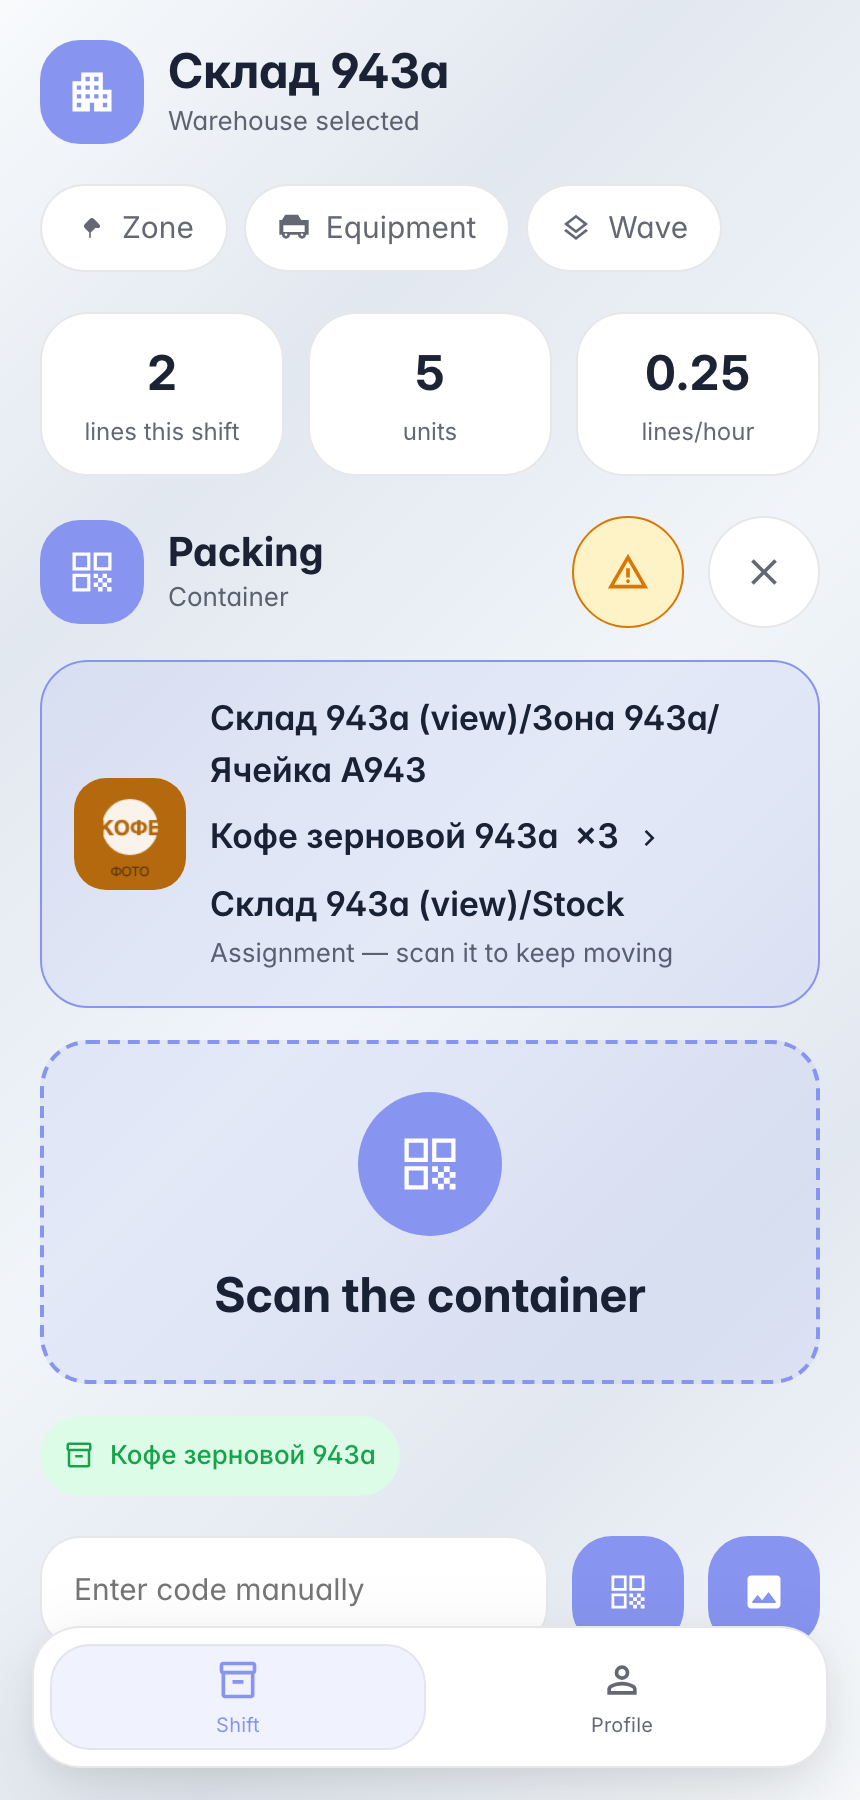 Склад 943а
Warehouse selected
Zone
Equipment
Wave
2
lines this shift
5
units
0.25
lines/hour
Packing
Container
Склад 943а (view)/Зона 943а/
Ячейка А943
КОФЕ
ФОТО
Кофе зерновой 943а ×3
Склад 943а (view)/Stock
Assignment — scan it to keep moving
Scan the container
Кофе зерновой 943а
Enter code manually
Shift
Profile